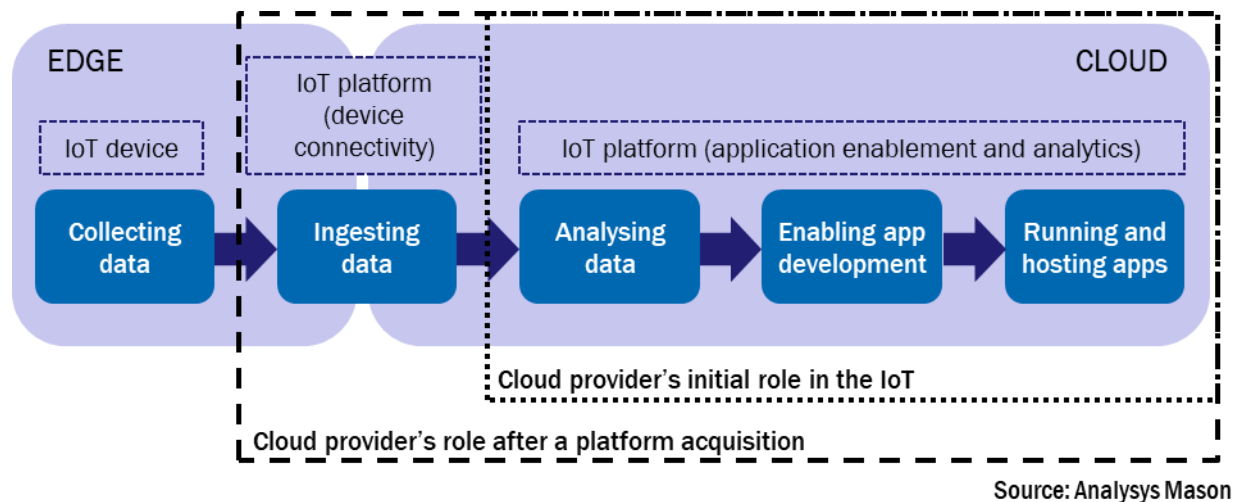 EDGE
CLOUD
IoT device
IoT platform
(device
connectivity)
IoT platform (application enablement and analytics)
Collecting
data
Ingesting
data
Analysing
data
Enabling app
development
Running and
hosting apps
Cloud provider's initial role in the IoT
Cloud provider's role after a platform acquisition
Source: Analysys Mason